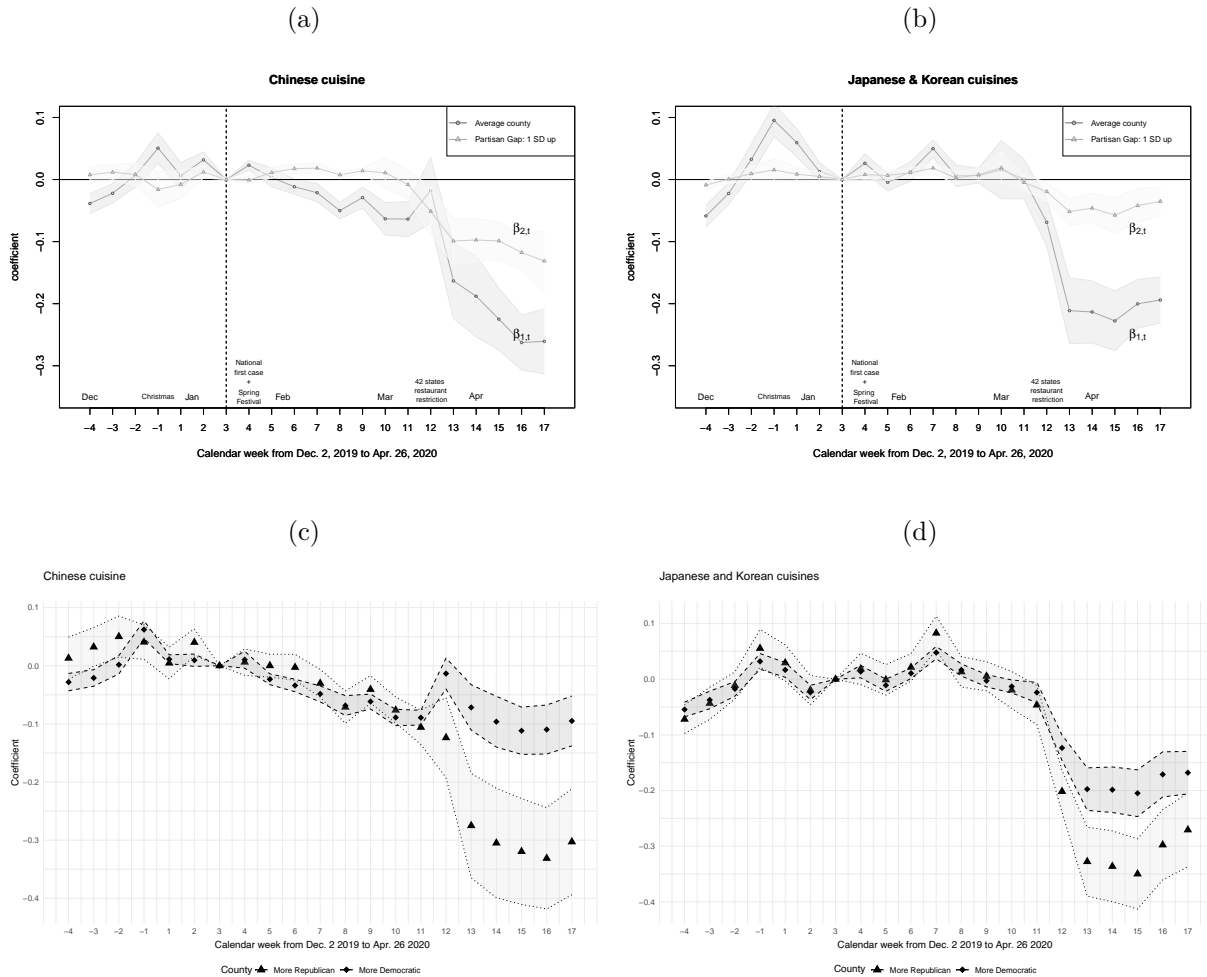 (a)
(b)
Chinese cuisine
Japanese & Korean cuisines
0.1
0.0
−0.1
−0.2
−0.3
coefficient
Average county
Partisan Gap: 1 SD up
β2,t
β1,t
National
first case
+
Spring
Festival
42 states
restaurant
restriction
Dec
Christmas
Jan
Feb
Mar
Apr
−4 −3 −2 −1 1 2 3 4 5 6 7 8 9 10 11 12 13 14 15 16 17
Calendar week from Dec. 2, 2019 to Apr. 26, 2020
0.1
0.0
−0.1
−0.2
−0.3
coefficient
Average county
Partisan Gap: 1 SD up
β2,t
β1,t
National
first case
+
Spring
Festival
42 states
restaurant
restriction
Dec
Christmas
Jan
Feb
Mar
Apr
−4 −3 −2 −1 1 2 3 4 5 6 7 8 9 10 11 12 13 14 15 16 17
Calendar week from Dec. 2, 2019 to Apr. 26, 2020
(c)
(d)
Chinese cuisine
Japanese and Korean cuisines
0.1
0.0
−0.1
−0.2
−0.3
−0.4
Coefficient
−4 −3 −2 −1 1 2 3 4 5 6 7 8 9 10 11 12 13 14 15 16 17
Calendar week from Dec. 2 2019 to Apr. 26 2020
County More Republican More Democratic
0.1
0.0
−0.1
−0.2
−0.3
−0.4
Coefficient
−4 −3 −2 −1 1 2 3 4 5 6 7 8 9 10 11 12 13 14 15 16 17
Calendar week from Dec. 2 2019 to Apr. 26 2020
County More Republican More Democratic